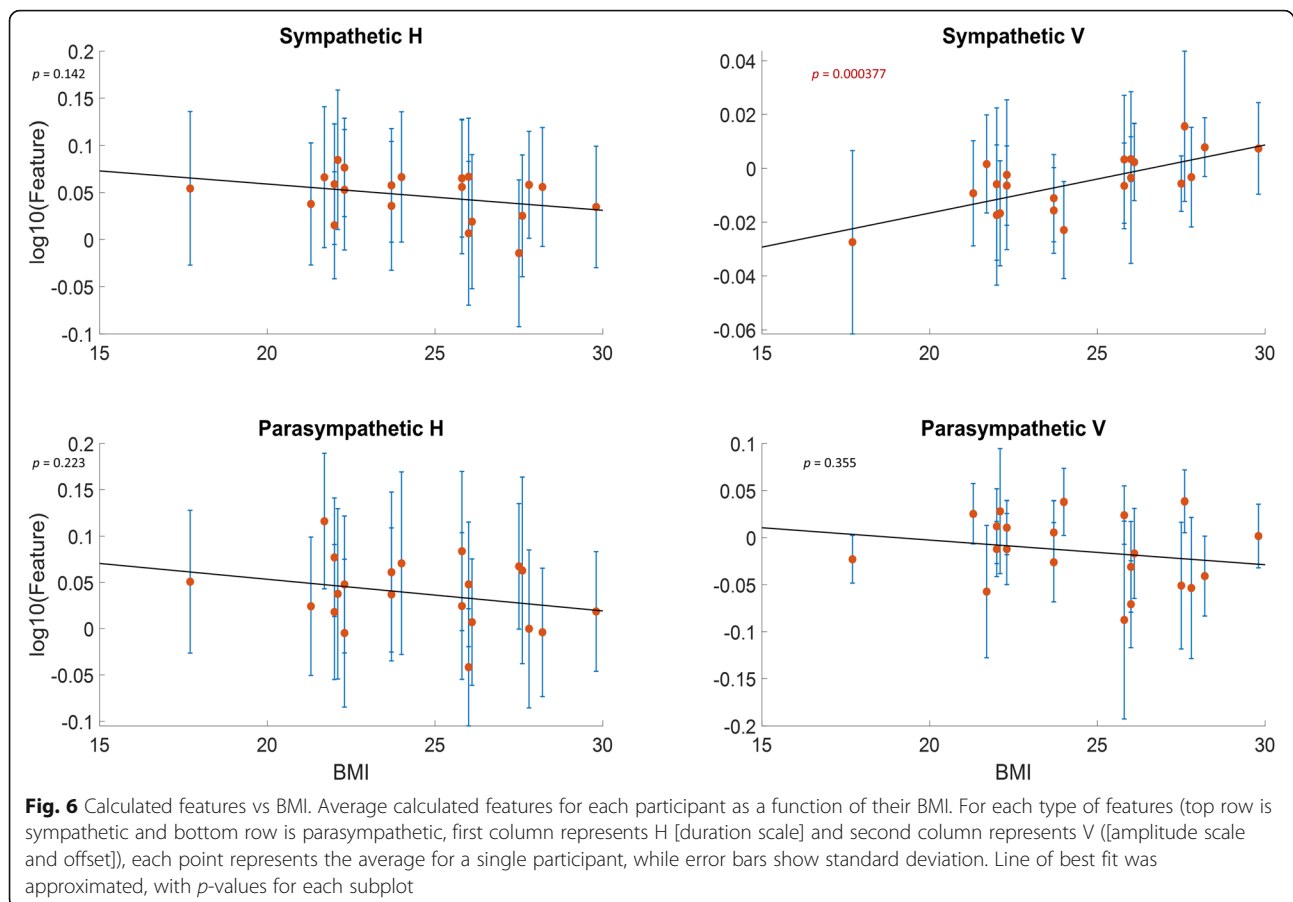 Sympathetic H
0.2
p = 0.142
0.15
0.1
0.05
0
-0.05
-0.1
log10(Feature)
15 20 25 30
Sympathetic V
0.04
p = 0.000377
0.02
0
-0.02
-0.04
-0.06
15 20 25 30
Parasympathetic H
0.2
p = 0.223
0.15
0.1
0.05
0
-0.05
-0.1
log10(Feature)
15 20 25 30
BMI
Parasympathetic V
0.1
p = 0.355
0.05
0
-0.05
-0.1
-0.15
-0.2
15 20 25 30
BMI
Fig. 6 Calculated features vs BMI. Average calculated features for each participant as a function of their BMI. For each type of features (top row is
sympathetic and bottom row is parasympathetic, first column represents H [duration scale] and second column represents V ([amplitude scale
and offset]), each point represents the average for a single participant, while error bars show standard deviation. Line of best fit was
approximated, with p-values for each subplot